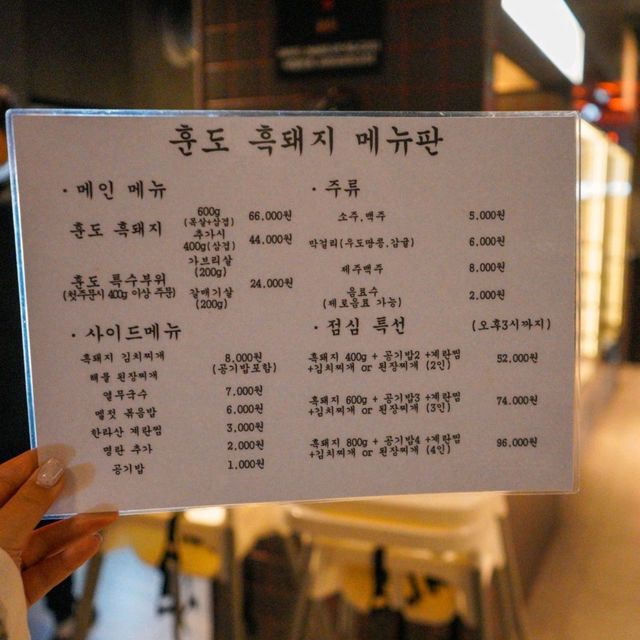 훈도 흑돼지 메뉴판
· 메인 메뉴
훈도 흑돼지
600g
(목살+삼겹)
66,000원
추가시
400g(삼겹)
44,000원
훈도 특수부위
(첫주문시 400g 이상 주문)
가브리살
(200g)
갈매기살
(200g)
24,000원
· 사이드메뉴
흑돼지 김치찌개 8,000원
해물 된장찌개 (공기밥포함)
열무국수 7,000원
멜젓 볶음밥 6,000원
한라산 계란찜 3,000원
명란 추가 2,000원
공기밥 1,000원
· 주류
소주,맥주 5,000원
막걸리(우도땅콩,감귤) 6,000원
제주맥주 8,000원
음료수 2,000원
(제로음료 가능)
· 점심 특선 (오후3시까지)
흑돼지 400g + 공기밥2 +계란찜
+김치찌개 or 된장찌개 (2인)
52,000원
흑돼지 600g + 공기밥3 +계란찜
+김치찌개 or 된장찌개 (3인)
74,000원
흑돼지 800g + 공기밥4 +계란찜
+김치찌개 or 된장찌개 (4인)
96,000원